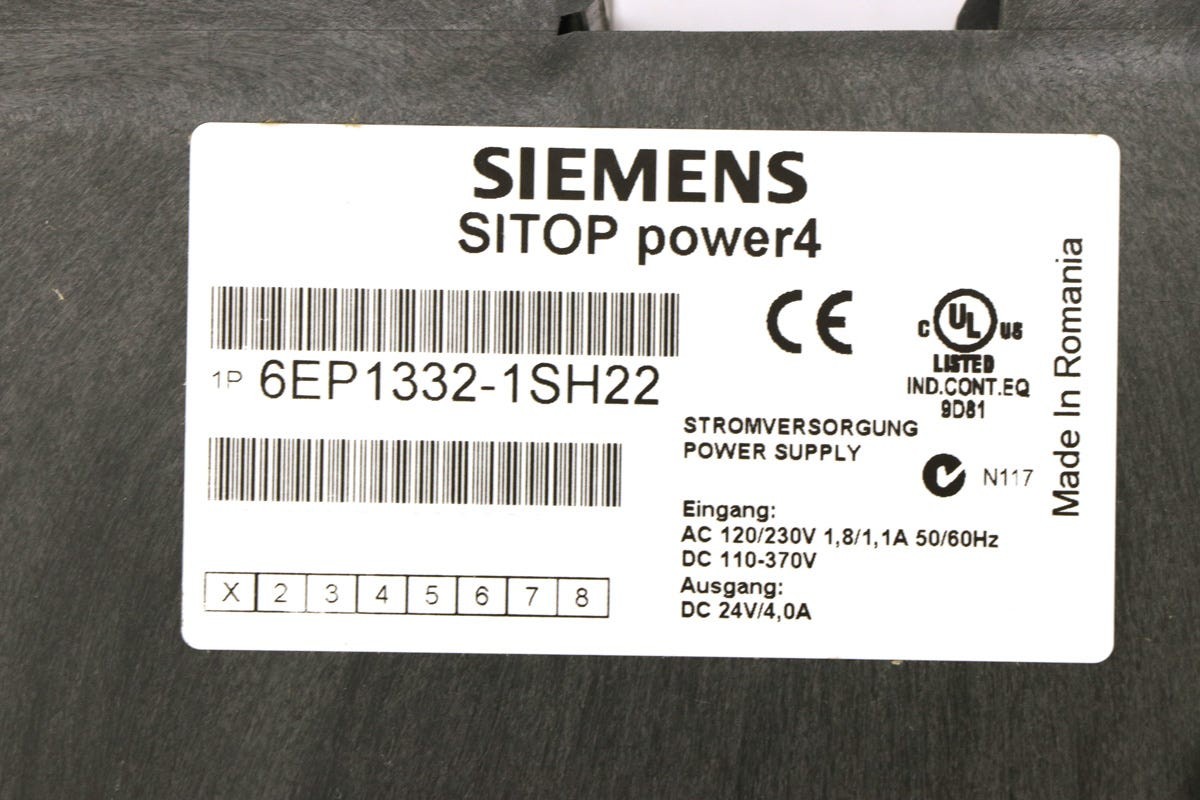 SIEMENS
SITOP power4
1P 6EP1332-1SH22
X 2 3 4 5 6 7 8
CE
C UL US
LISTED
IND.CONT.EQ
9D81
STROMVERSORGUNG
POWER SUPPLY
N117
Eingang:
AC 120/230V 1,8/1,1A 50/60Hz
DC 110-370V
Ausgang:
DC 24V/4,0A
Made In Romania